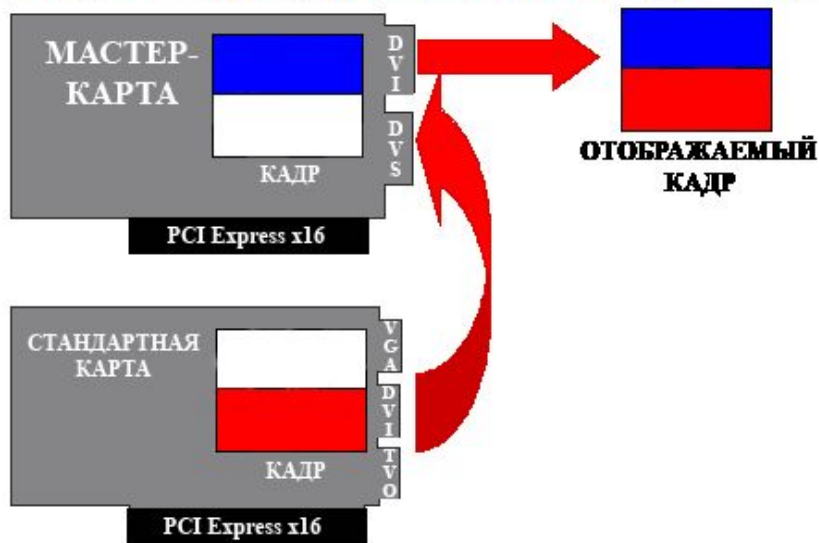 МАСТЕР-
КАРТА
КАДР
DVI
DVS
PCI Express x16
ОТОБРАЖАЕМЫЙ
КАДР
СТАНДАРТНАЯ
КАРТА
КАДР
VGA
DVI
TVO
PCI Express x16